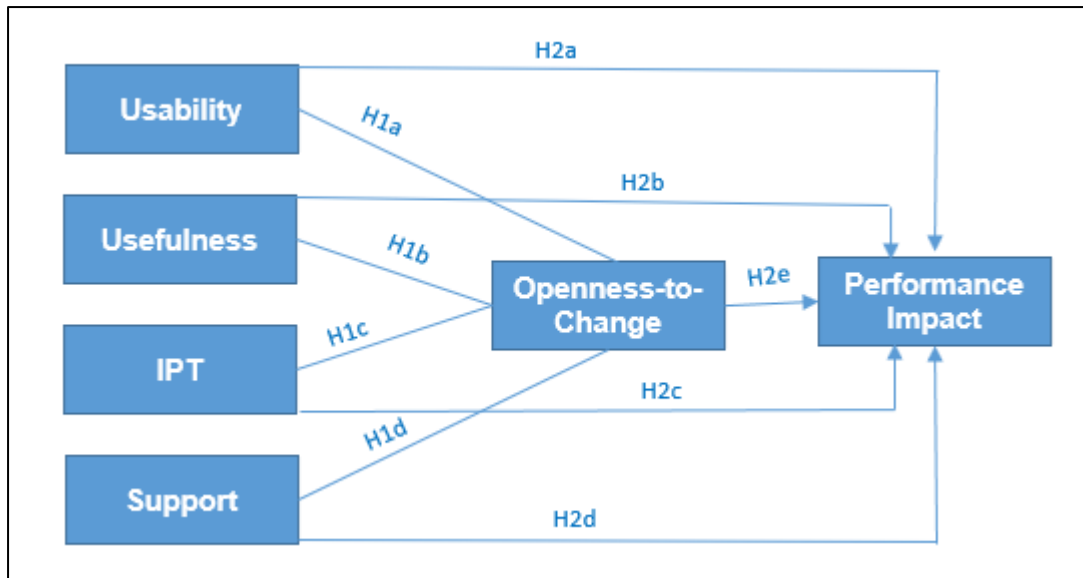 H2a
Usability
H1a
H2b
Usefulness
H1b
Openness-to-
Change
H2e
Performance
Impact
H1c
IPT
H2c
H1d
Support
H2d